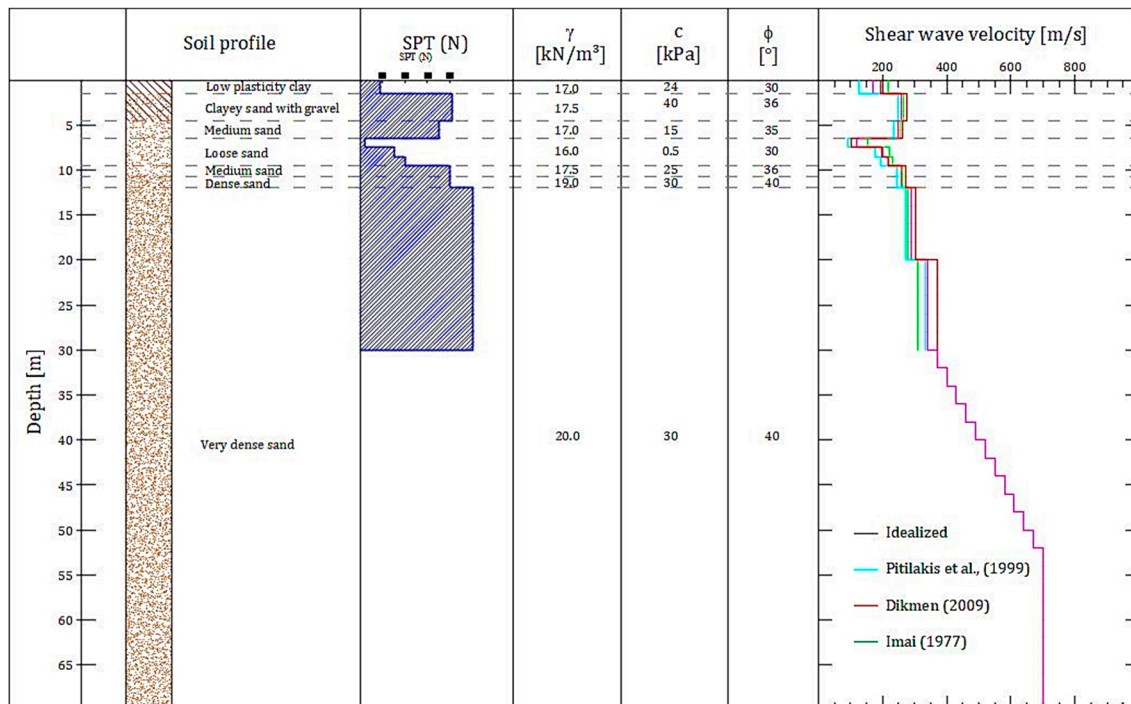 Soil profile
SPT (N)
SPT (N)
γ
[kN/m³]
c
[kPa]
ϕ
[°]
Shear wave velocity [m/s]
200 400 600 800
Low plasticity clay 17.0 24 30
Clayey sand with gravel 17.5 40 36
5 Medium sand 17.0 15 35
Loose sand 16.0 0.5 30
10 Medium sand 17.5 25 36
Dense sand 19.0 30 40
15
20
25
30
35
Very dense sand 20.0 30 40
40
45
50
55
60
65
Depth [m]
Idealized
Pitilakis et al., (1999)
Dikmen (2009)
Imai (1977)